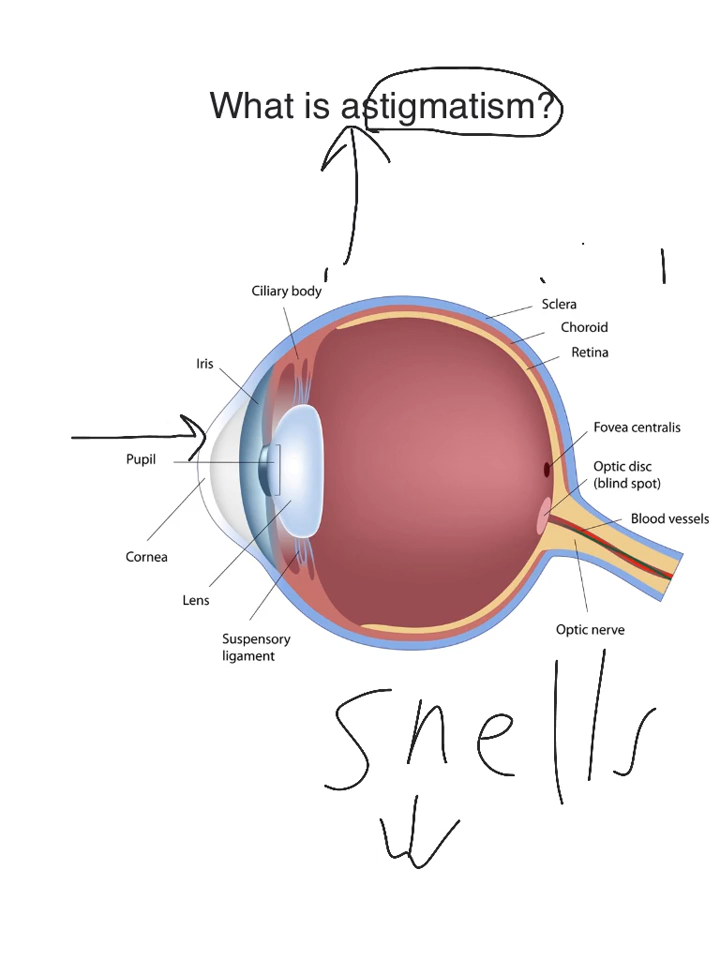 What is astigmatism?
Ciliary body
Sclera
Choroid
Retina
Iris
Fovea centralis
Pupil
Optic disc
(blind spot)
Blood vessels
Cornea
Lens
Optic nerve
Suspensory
ligament
snells